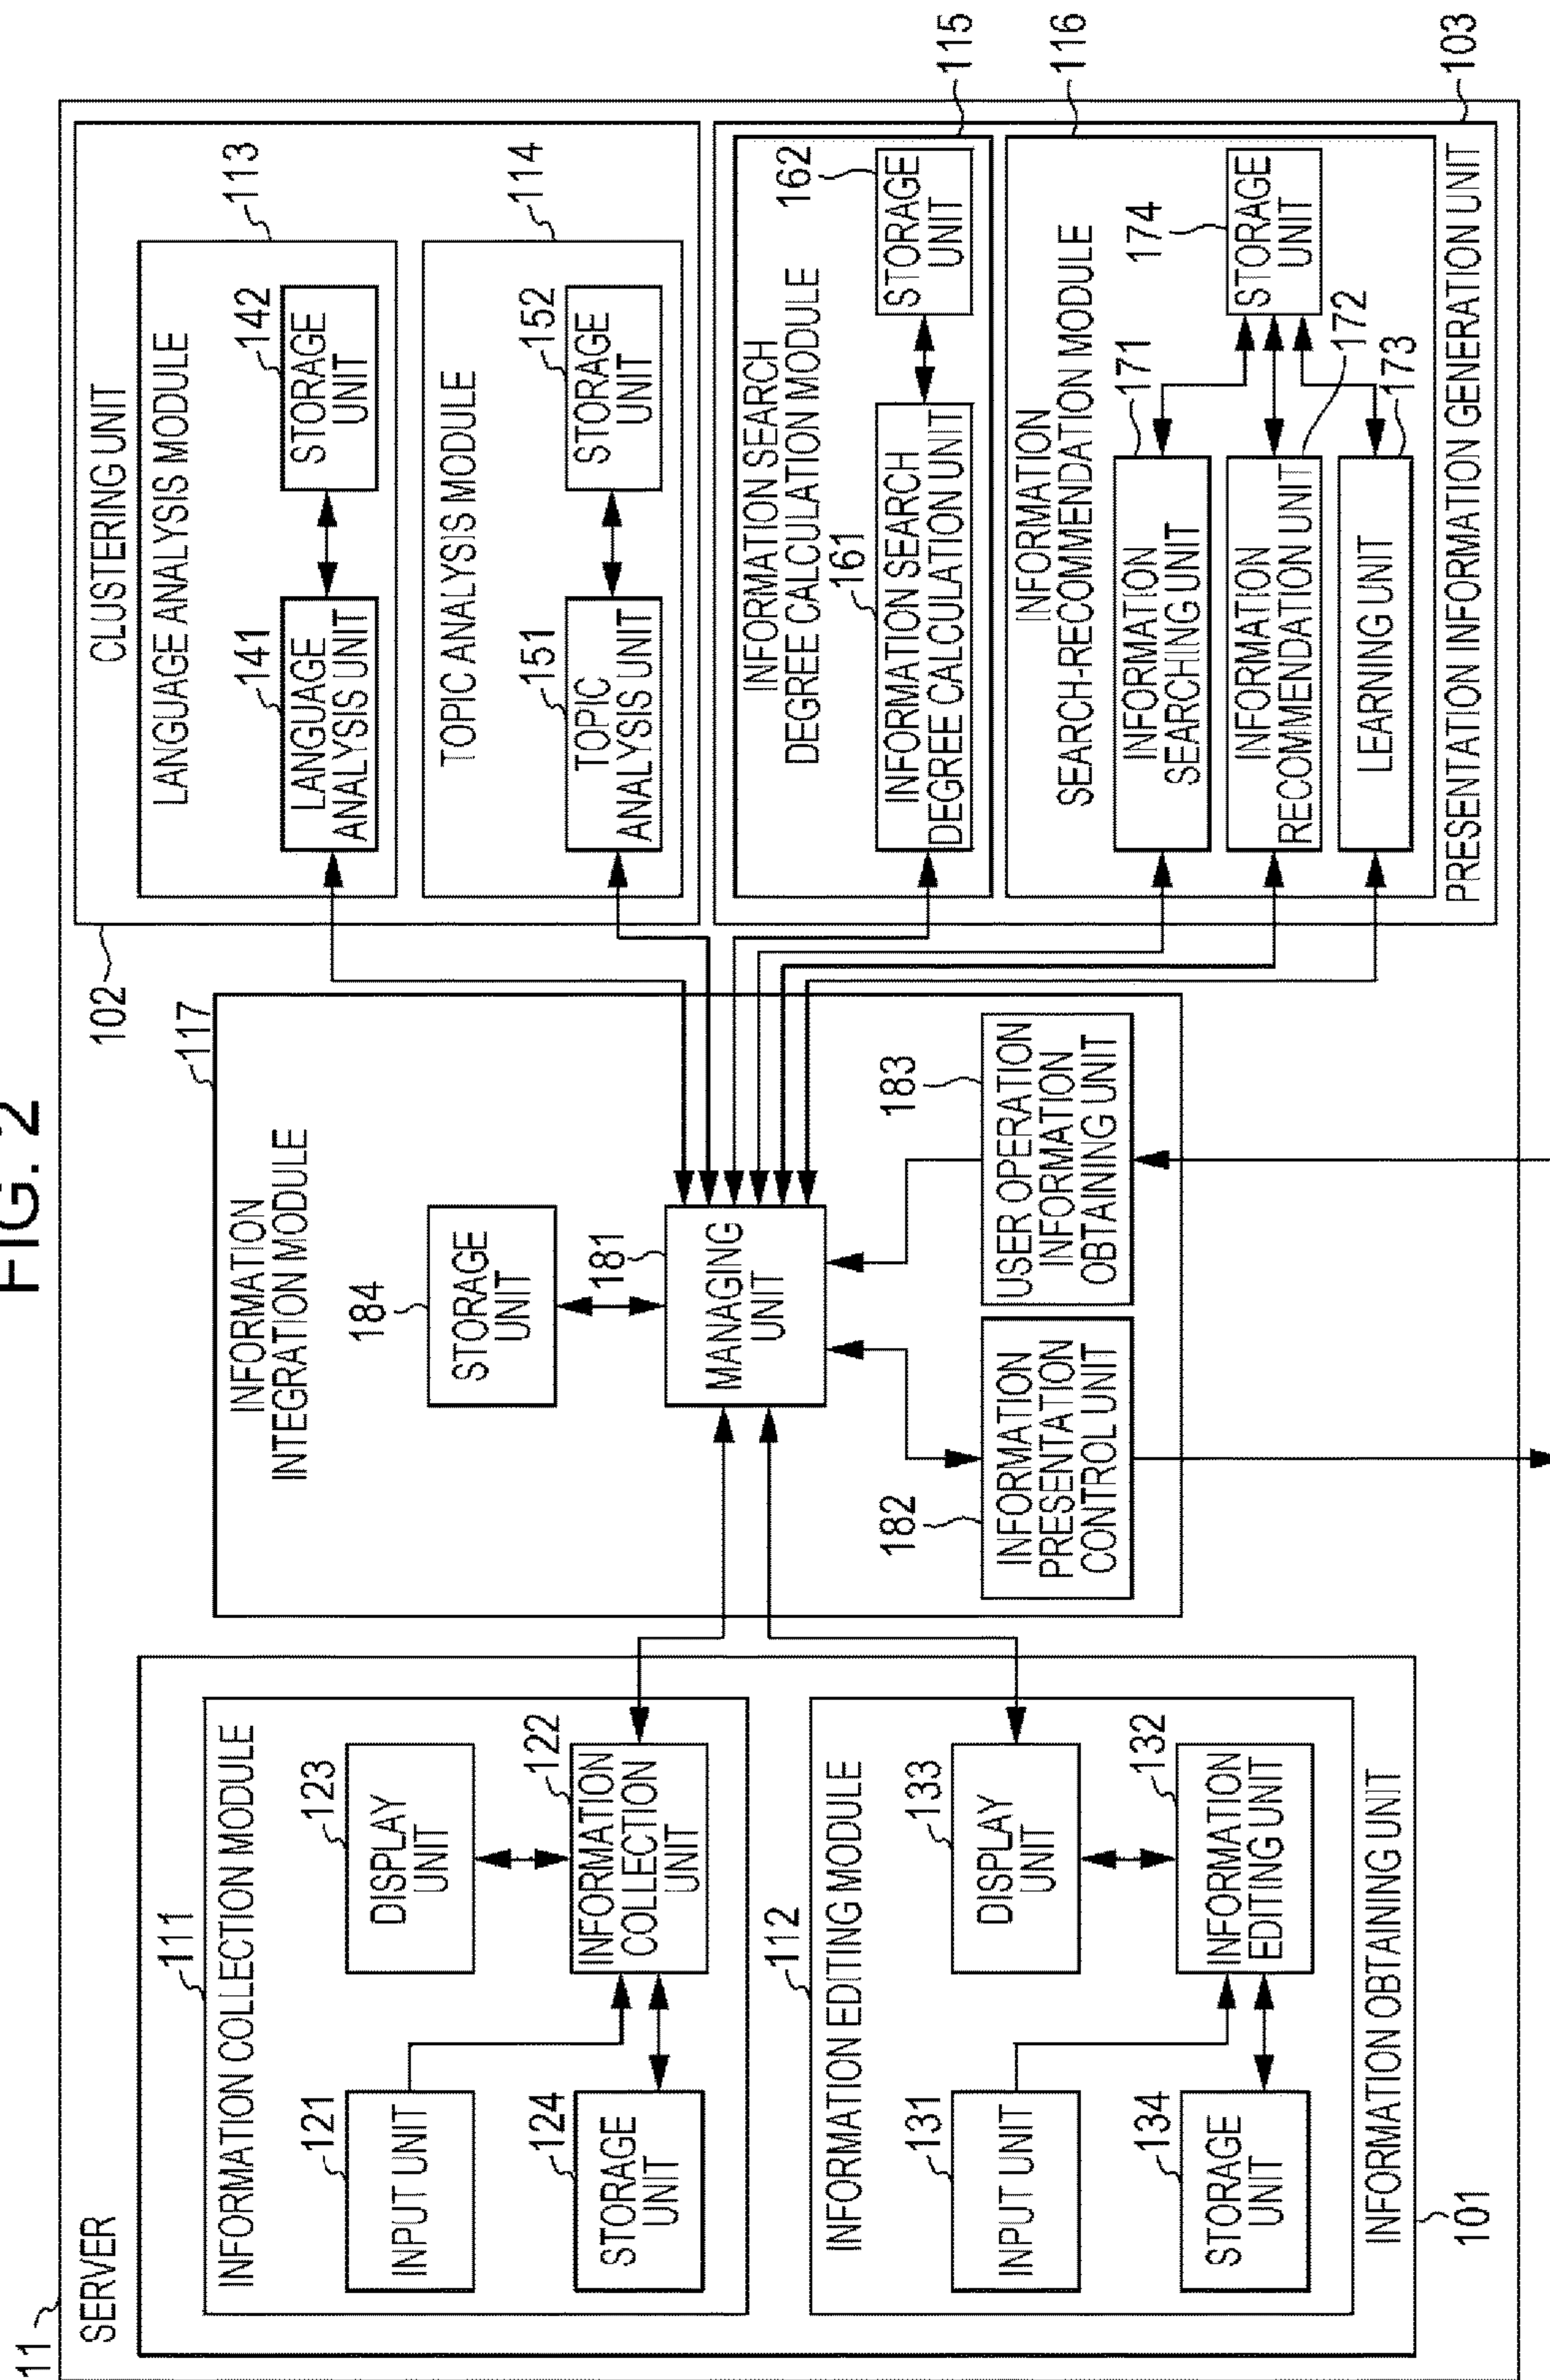 FIG. 2
11
SERVER
111
INFORMATION COLLECTION MODULE
121
INPUT UNIT
123
DISPLAY
UNIT
124
STORAGE
UNIT
122
INFORMATION
COLLECTION
UNIT
112
INFORMATION EDITING MODULE
131
INPUT UNIT
133
DISPLAY
UNIT
134
STORAGE
UNIT
132
INFORMATION
EDITING UNIT
INFORMATION OBTAINING UNIT
101
117
INFORMATION
INTEGRATION MODULE
184
STORAGE
UNIT
181
MANAGING
UNIT
182
INFORMATION
PRESENTATION
CONTROL UNIT
183
USER OPERATION
INFORMATION
OBTAINING UNIT
102
CLUSTERING UNIT
LANGUAGE ANALYSIS MODULE
113
141
LANGUAGE
ANALYSIS UNIT
142
STORAGE
UNIT
TOPIC ANALYSIS MODULE
114
151
TOPIC
ANALYSIS UNIT
152
STORAGE
UNIT
INFORMATION SEARCH
DEGREE CALCULATION MODULE
115
161
INFORMATION SEARCH
DEGREE CALCULATION UNIT
162
STORAGE
UNIT
INFORMATION
SEARCH-RECOMMENDATION MODULE
116
171
INFORMATION
SEARCHING UNIT
174
STORAGE
UNIT
INFORMATION
RECOMMENDATION UNIT
172
LEARNING UNIT
173
PRESENTATION INFORMATION GENERATION UNIT
103